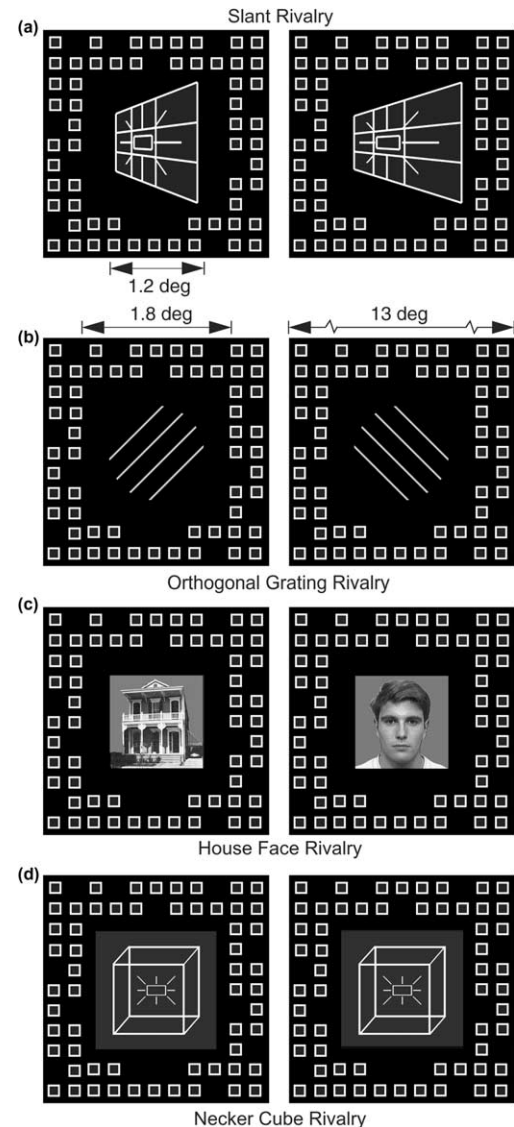 Slant Rivalry
(a)
1.2 deg
1.8 deg
13 deg
(b)
Orthogonal Grating Rivalry
(c)
House Face Rivalry
(d)
Necker Cube Rivalry